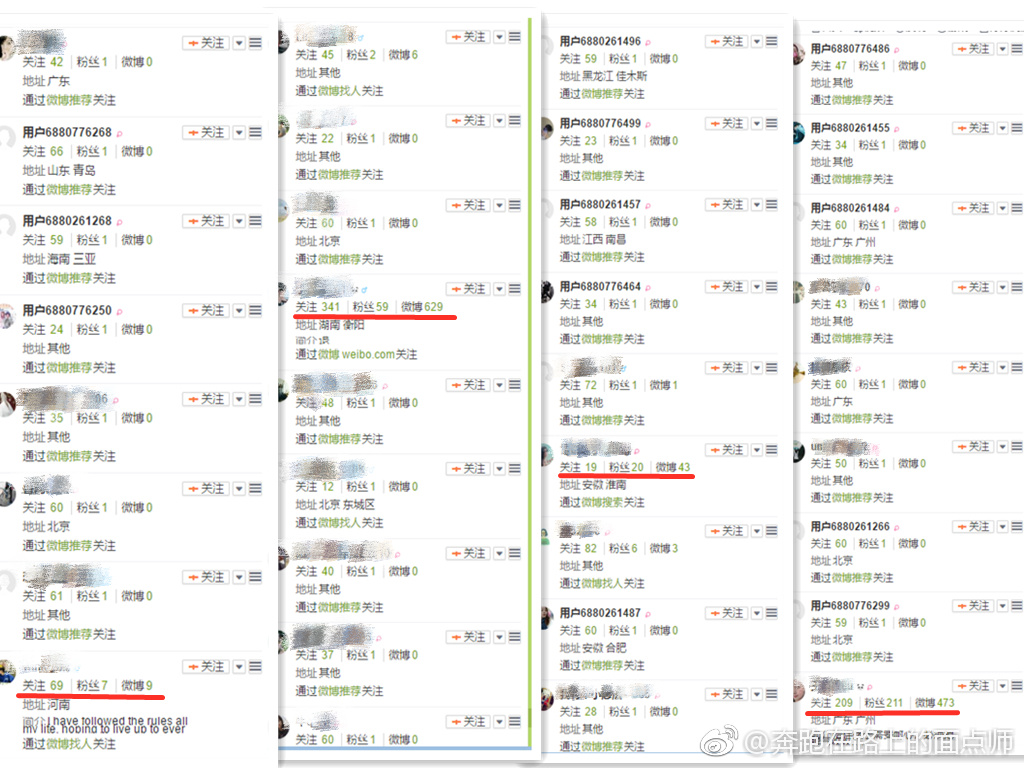 关注 42 粉丝 1 微博 0
+关注
地址 广东
通过微博推荐关注
用户6880776268
+关注
关注 66 粉丝 1 微博 0
地址 山东 青岛
通过微博推荐关注
用户6880261268
+关注
关注 59 粉丝 1 微博 0
地址 海南 三亚
通过微博推荐关注
用户6880776250
+关注
关注 24 粉丝 1 微博 0
地址 其他
通过微博推荐关注
+关注
关注 35 粉丝 1 微博 0
地址 其他
通过微博推荐关注
+关注
关注 60 粉丝 1 微博 0
地址 北京
通过微博推荐关注
+关注
关注 61 粉丝 1 微博 0
地址 其他
通过微博推荐关注
+关注
关注 69 粉丝 7 微博 9
地址 河南
简介 I have followed the rules all
my life, hoping to live up to ever
通过微博找人关注
+关注
关注 45 粉丝 2 微博 6
地址 其他
通过微博找人关注
+关注
关注 22 粉丝 1 微博 0
地址 其他
通过微博推荐关注
+关注
关注 60 粉丝 1 微博 0
地址 北京
通过微博推荐关注
+关注
关注 341 粉丝 59 微博 629
地址 湖南 衡阳
通过微博 weibo.com关注
+关注
关注 48 粉丝 1 微博 0
地址 其他
通过微博推荐关注
+关注
关注 12 粉丝 1 微博 0
地址 北京 东城区
通过微博找人关注
+关注
关注 40 粉丝 1 微博 0
地址 其他
通过微博推荐关注
+关注
关注 37 粉丝 1 微博 0
地址 其他
通过微博推荐关注
+关注
关注 60 粉丝 1 微博 0
用户6880261496
+关注
关注 59 粉丝 1 微博 0
地址 黑龙江 佳木斯
通过微博推荐关注
用户6880776499
+关注
关注 23 粉丝 1 微博 0
地址 其他
通过微博推荐关注
用户6880261457
+关注
关注 58 粉丝 1 微博 0
地址 江西 南昌
通过微博推荐关注
用户6880776464
+关注
关注 34 粉丝 1 微博 0
地址 其他
通过微博推荐关注
+关注
关注 72 粉丝 1 微博 1
地址 其他
通过微博推荐关注
+关注
关注 19 粉丝 20 微博 43
地址 安徽 淮南
通过微博搜索关注
+关注
关注 82 粉丝 6 微博 3
地址 其他
通过微博找人关注
用户6880261487
+关注
关注 60 粉丝 1 微博 0
地址 安徽 合肥
通过微博推荐关注
+关注
关注 28 粉丝 1 微博 0
地址 其他
通过微博推荐关注
用户6880776486
+关注
关注 47 粉丝 1 微博 0
地址 其他
通过微博推荐关注
用户6880261455
+关注
关注 34 粉丝 1 微博 0
地址 其他
通过微博推荐关注
用户6880261484
+关注
关注 60 粉丝 1 微博 0
地址 广东 广州
通过微博推荐关注
+关注
关注 43 粉丝 1 微博 0
地址 其他
通过微博推荐关注
+关注
关注 60 粉丝 1 微博 0
地址 广东
通过微博推荐关注
+关注
关注 50 粉丝 1 微博 0
地址 其他
通过微博推荐关注
用户6880261266
+关注
关注 60 粉丝 1 微博 0
地址 北京
通过微博推荐关注
用户6880776299
+关注
关注 59 粉丝 1 微博 0
地址 北京
通过微博推荐关注
+关注
关注 209 粉丝 211 微博 473
地址 广东 广州
@奔跑在路上的面点师